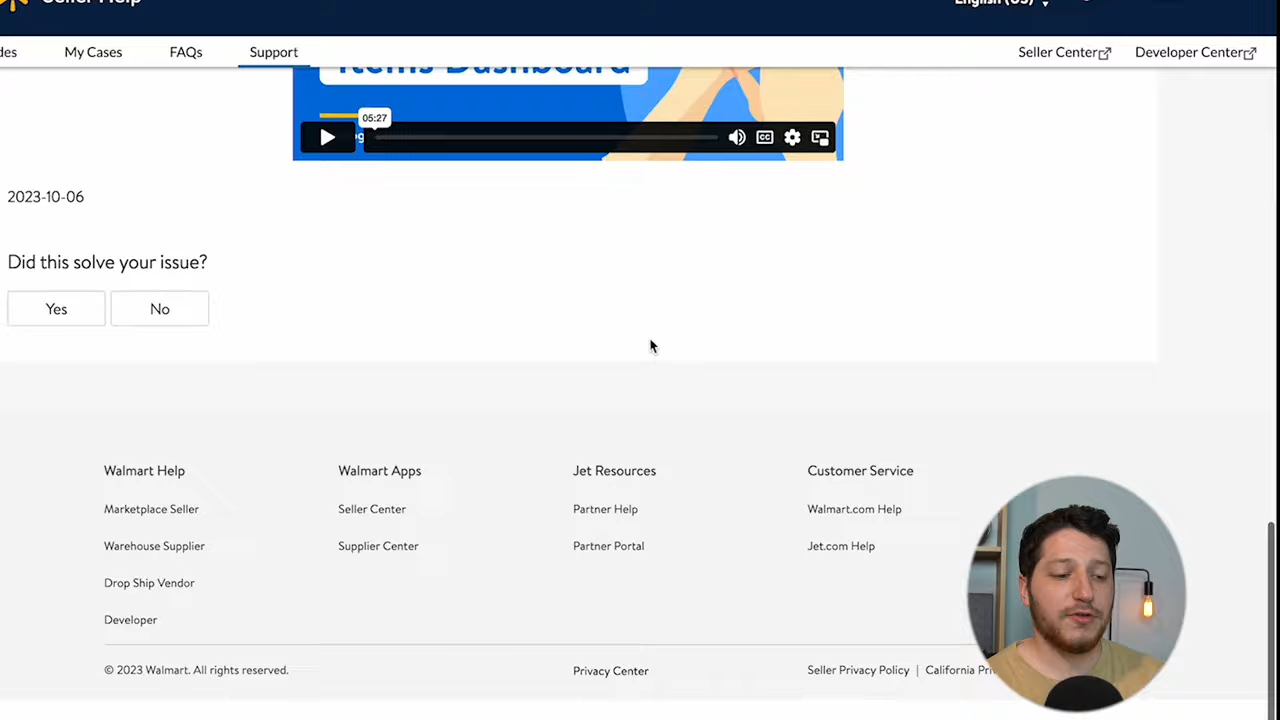 Seller Help
English (US)
des
My Cases
FAQs
Support
Seller Center
Developer Center
Items Dashboard
05:27
CC
2023-10-06
Did this solve your issue?
Yes
No
Walmart Help
Walmart Apps
Jet Resources
Customer Service
Marketplace Seller
Seller Center
Partner Help
Walmart.com Help
Warehouse Supplier
Supplier Center
Partner Portal
Jet.com Help
Drop Ship Vendor
Developer
© 2023 Walmart. All rights reserved.
Privacy Center
Seller Privacy Policy | California